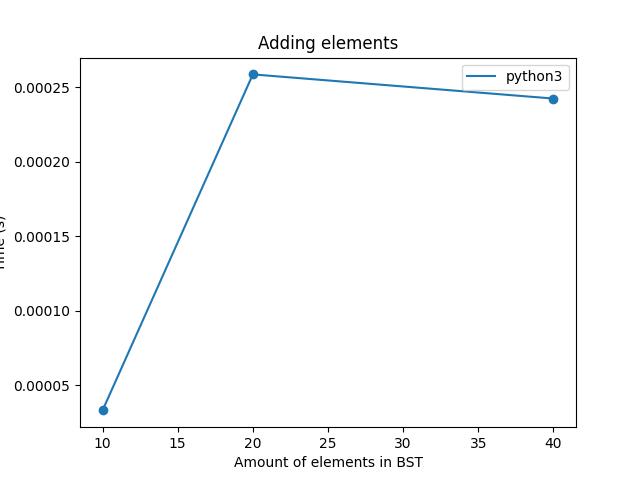 Adding elements
python3
0.00025
0.00020
0.00015
0.00010
0.00005
(s)
10 15 20 25 30 35 40
Amount of elements in BST